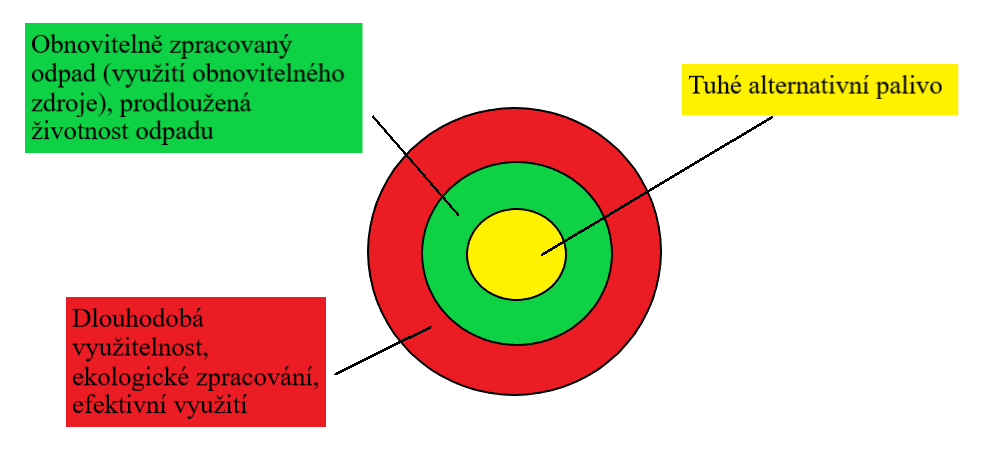 Obnovitelně zpracovaný
odpad (využití obnovitelného
zdroje), prodloužená
životnost odpadu
Tuhé alternativní palivo
Dlouhodobá
využitelnost,
ekologické zpracování,
efektivní využití